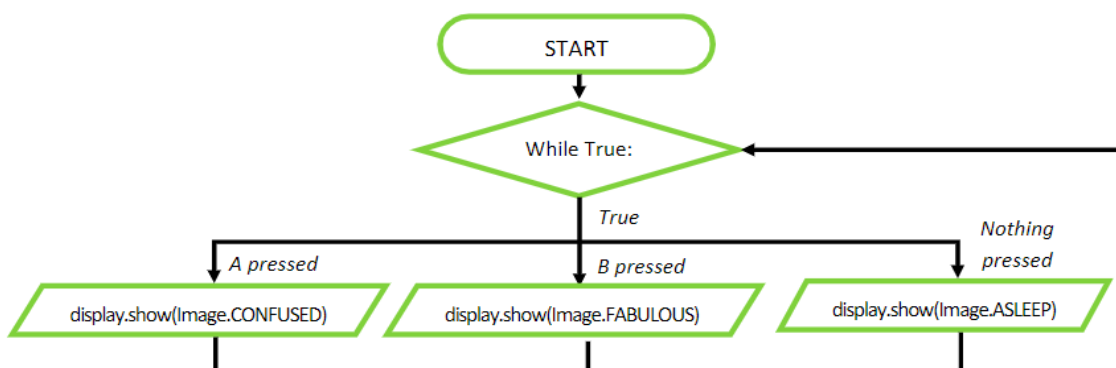 START
While True:
True
A pressed
B pressed
Nothing
pressed
display.show(Image.CONFUSED)
display.show(Image.FABULOUS)
display.show(Image.ASLEEP)